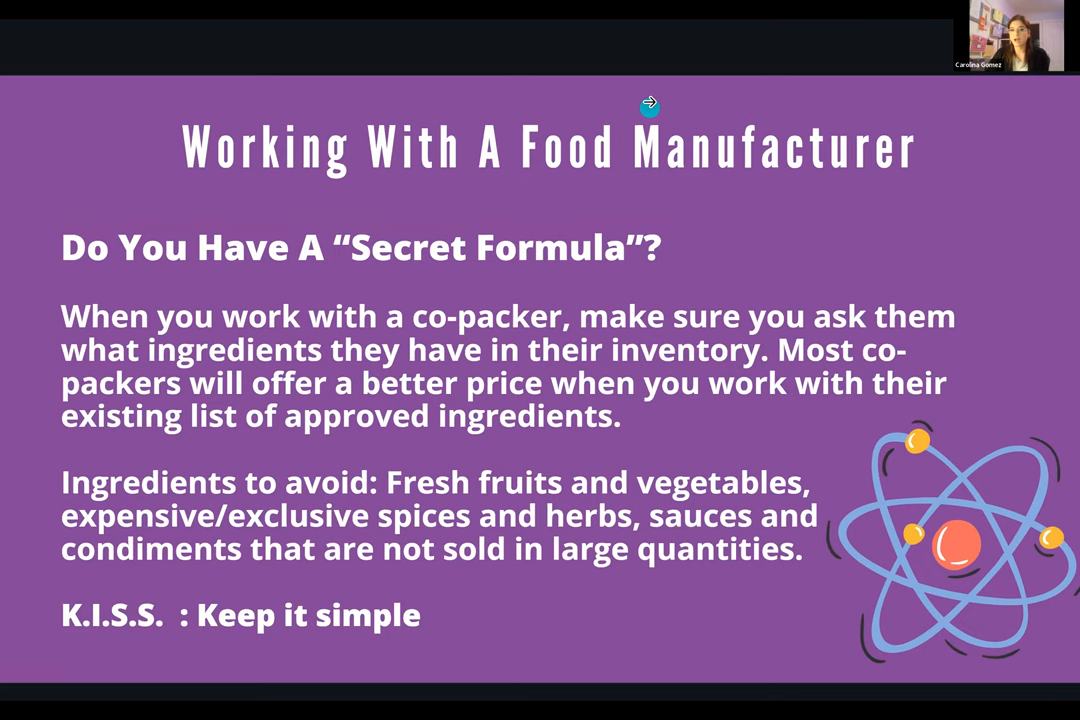 Carolina Gomez
Working With A Food Manufacturer
Do You Have A “Secret Formula”?
When you work with a co-packer, make sure you ask them
what ingredients they have in their inventory. Most co-
packers will offer a better price when you work with their
existing list of approved ingredients.
Ingredients to avoid: Fresh fruits and vegetables,
expensive/exclusive spices and herbs, sauces and
condiments that are not sold in large quantities.
K.I.S.S.  : Keep it simple